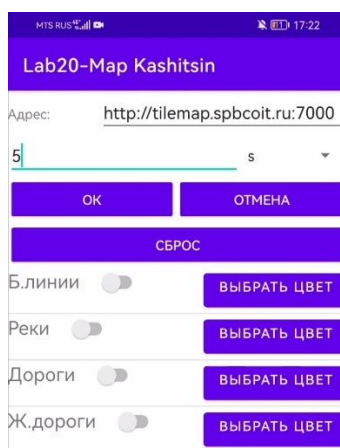 MTS RUS 17:22
Lab20-Map Kashitsin
Адрес: http://tilemap.spbcoit.ru:7000
5 s
ОК ОТМЕНА
СБРОС
Б.линии ВЫБРАТЬ ЦВЕТ
Реки ВЫБРАТЬ ЦВЕТ
Дороги ВЫБРАТЬ ЦВЕТ
Ж.дороги ВЫБРАТЬ ЦВЕТ